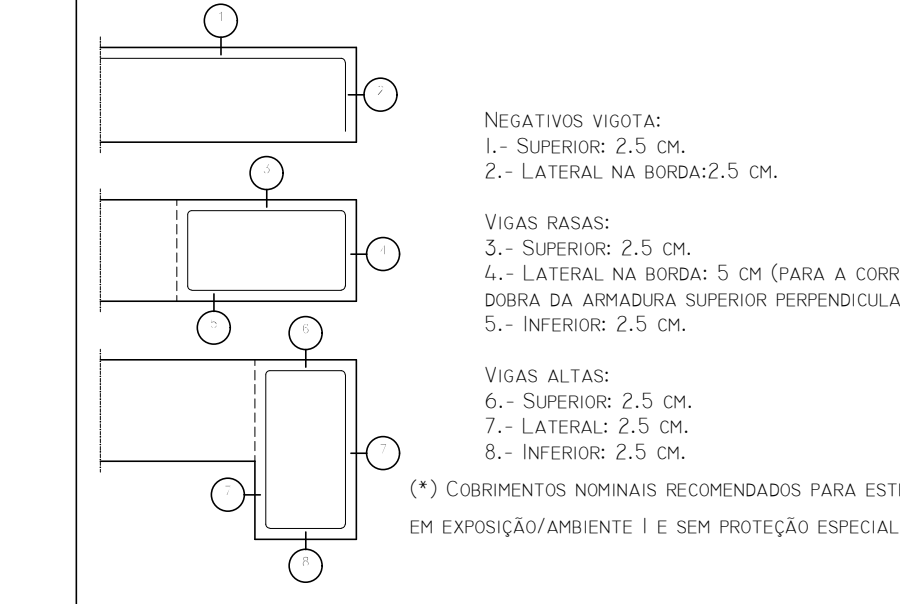 1
2
NEGATIVOS VIGOTA:
1.- SUPERIOR: 2.5 CM.
2.- LATERAL NA BORDA:2.5 CM.
3
4
5
VIGAS RASAS:
3.- SUPERIOR: 2.5 CM.
4.- LATERAL NA BORDA: 5 CM (PARA A CORR
DOBRA DA ARMADURA SUPERIOR PERPENDICULA
5.- INFERIOR: 2.5 CM.
6
7
7
8
VIGAS ALTAS:
6.- SUPERIOR: 2.5 CM.
7.- LATERAL: 2.5 CM.
8.- INFERIOR: 2.5 CM.
(*) COBRIMENTOS NOMINAIS RECOMENDADOS PARA EST
EM EXPOSIÇÃO/AMBIENTE I E SEM PROTEÇÃO ESPECIAL